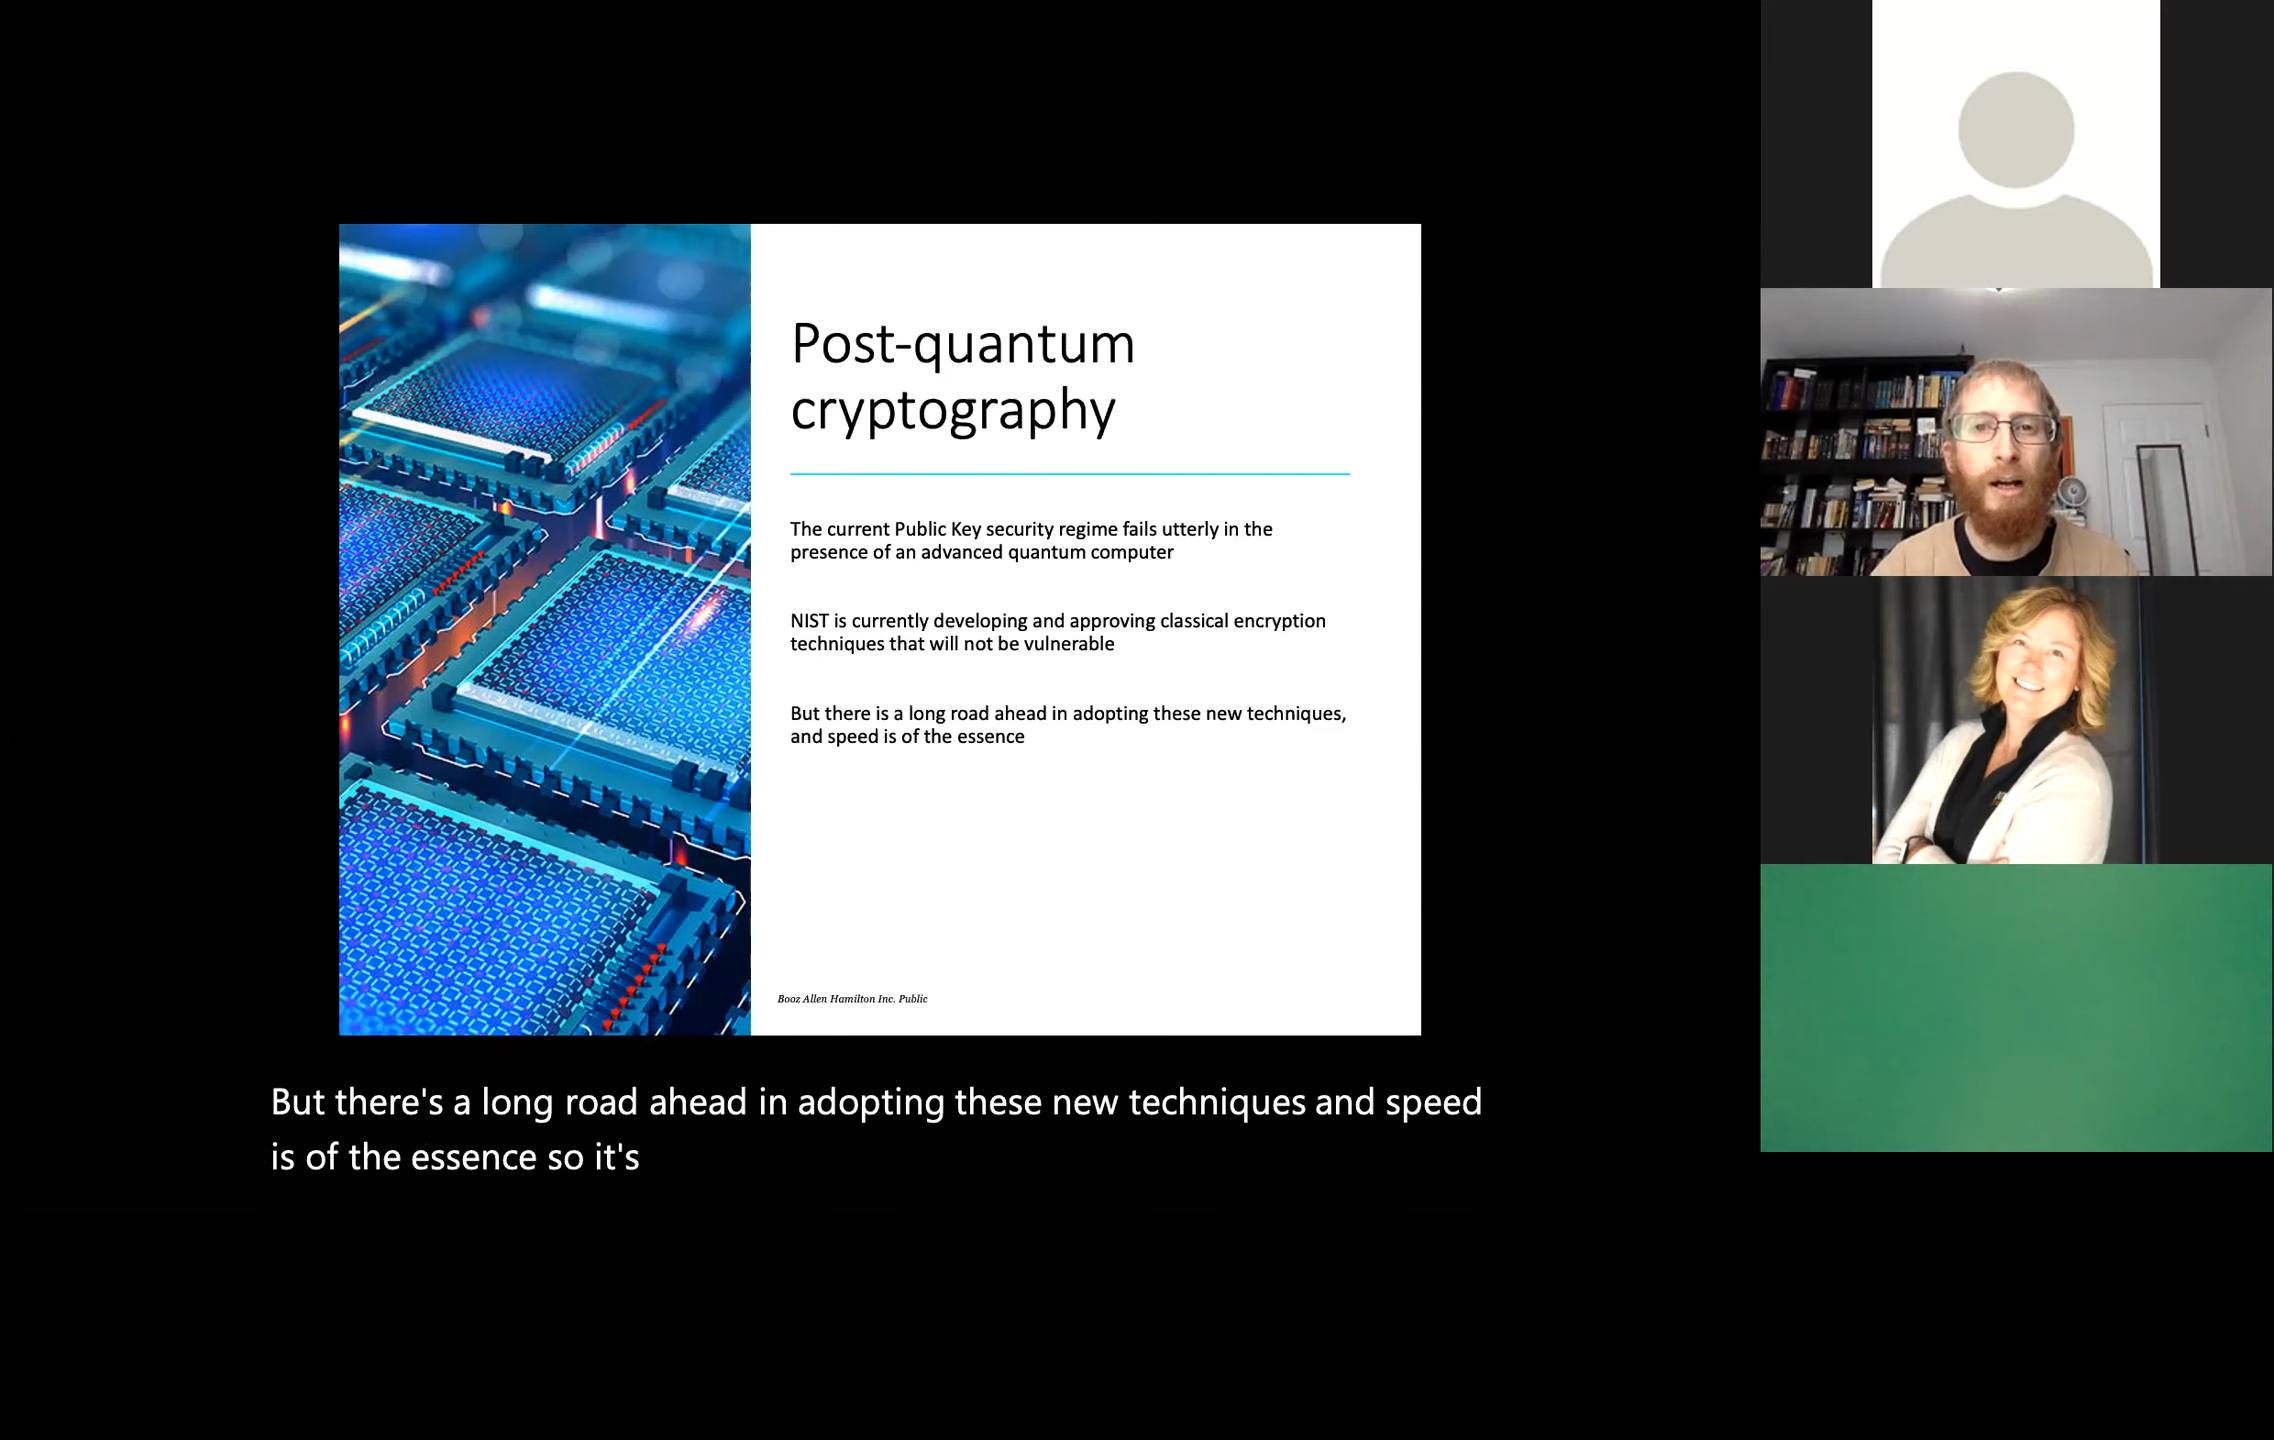 Post-quantum
cryptography
The current Public Key security regime fails utterly in the
presence of an advanced quantum computer
NIST is currently developing and approving classical encryption
techniques that will not be vulnerable
But there is a long road ahead in adopting these new techniques,
and speed is of the essence
Booz Allen Hamilton Inc. Public
But there's a long road ahead in adopting these new techniques and speed
is of the essence so it's